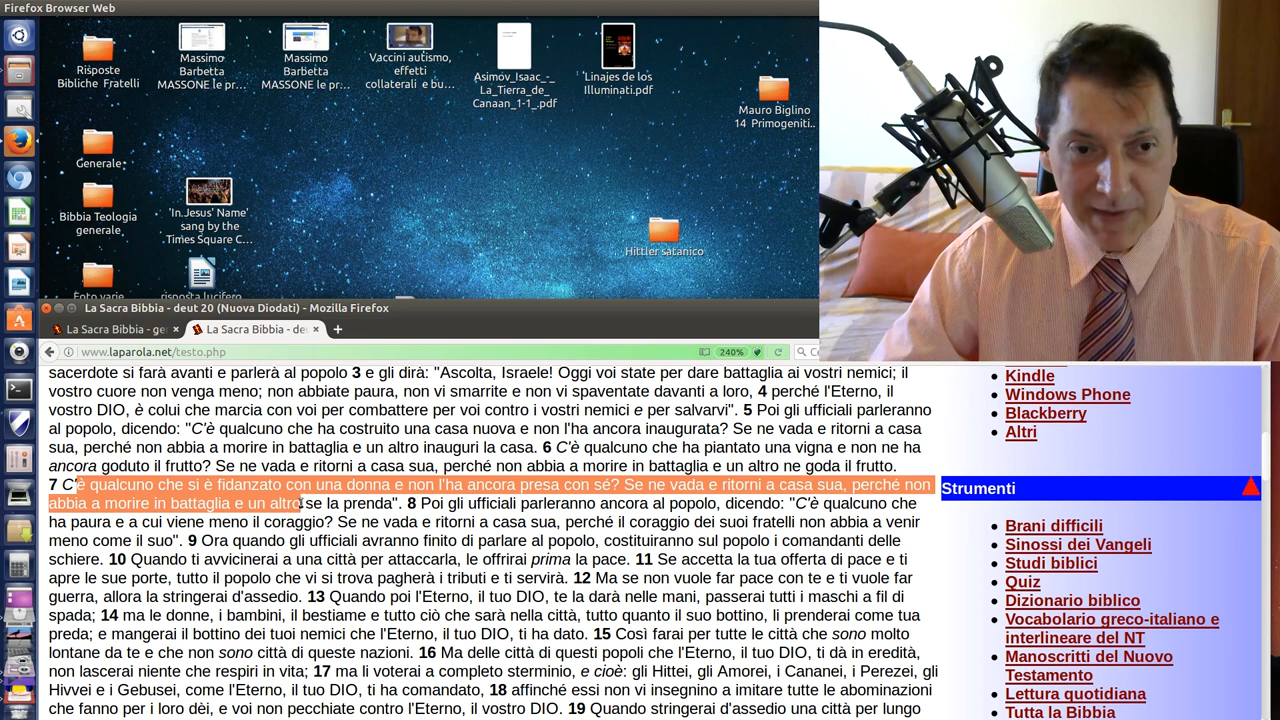 Firefox Browser Web
Risposte
Bibliche Fratelli
Massimo
Barbetta
MASSONE le pr...
Massimo
Barbetta
MASSONE le pr...
Vaccini autismo,
effetti
collaterali e bu...
Asimov_Isaac_-_
La_Tierra_de_
Canaan_1-1_.pdf
Linajes de los
Illuminati.pdf
Mauro Biglino
14 Primogeniti..
Generale
Bibbia Teologia
generale
'In Jesus' Name'
sang by the
Times Square C...
Hittler satanico
Foto varie
risposta lucifero
La Sacra Bibbia - deut 20 (Nuova Diodati) - Mozilla Firefox
La Sacra Bibbia - ge
La Sacra Bibbia - de
www.laparola.net/testo.php
240%
sacerdote si farà avanti e parlerà al popolo 3 e gli dirà: "Ascolta, Israele! Oggi voi state per dare battaglia ai vostri nemici; il
vostro cuore non venga meno; non abbiate paura, non vi smarrite e non vi spaventate davanti a loro, 4 perché l'Eterno, il
vostro DIO, è colui che marcia con voi per combattere per voi contro i vostri nemici e per salvarvi". 5 Poi gli ufficiali parleranno
al popolo, dicendo: "C'è qualcuno che ha costruito una casa nuova e non l'ha ancora inaugurata? Se ne vada e ritorni a casa
sua, perché non abbia a morire in battaglia e un altro inauguri la casa. 6 C'è qualcuno che ha piantato una vigna e non ne ha
ancora goduto il frutto? Se ne vada e ritorni a casa sua, perché non abbia a morire in battaglia e un altro ne goda il frutto.
7 C'è qualcuno che si è fidanzato con una donna e non l'ha ancora presa con sé? Se ne vada e ritorni a casa sua, perché non
abbia a morire in battaglia e un altro se la prenda". 8 Poi gli ufficiali parleranno ancora al popolo, dicendo: "C'è qualcuno che
ha paura e a cui viene meno il coraggio? Se ne vada e ritorni a casa sua, perché il coraggio dei suoi fratelli non abbia a venir
meno come il suo". 9 Ora quando gli ufficiali avranno finito di parlare al popolo, costituiranno sul popolo i comandanti delle
schiere. 10 Quando ti avvicinerai a una città per attaccarla, le offrirai prima la pace. 11 Se accetta la tua offerta di pace e ti
apre le sue porte, tutto il popolo che vi si trova pagherà i tributi e ti servirà. 12 Ma se non vuole far pace con te e ti vuole far
guerra, allora la stringerai d'assedio. 13 Quando poi l'Eterno, il tuo DIO, te la darà nelle mani, passerai tutti i maschi a fil di
spada; 14 ma le donne, i bambini, il bestiame e tutto ciò che sarà nella città, tutto quanto il suo bottino, li prenderai come tua
preda; e mangerai il bottino dei tuoi nemici che l'Eterno, il tuo DIO, ti ha dato. 15 Così farai per tutte le città che sono molto
lontane da te e che non sono città di queste nazioni. 16 Ma delle città di questi popoli che l'Eterno, il tuo DIO, ti dà in eredità,
non lascerai niente che respiri in vita; 17 ma li voterai a completo sterminio, e cioè: gli Hittei, gli Amorei, i Cananei, i Perezei, gli
Hivvei e i Gebusei, come l'Eterno, il tuo DIO, ti ha comandato, 18 affinché essi non vi insegnino a imitare tutte le abominazioni
che fanno per i loro dèi, e voi non pecchiate contro l'Eterno, il vostro DIO. 19 Quando stringerai d'assedio una città per lungo
Kindle
Windows Phone
Blackberry
Altri
Strumenti
Brani difficili
Sinossi dei Vangeli
Studi biblici
Quiz
Dizionario biblico
Vocabolario greco-italiano e
interlineare del NT
Manoscritti del Nuovo
Testamento
Lettura quotidiana
Tutta la Bibbia